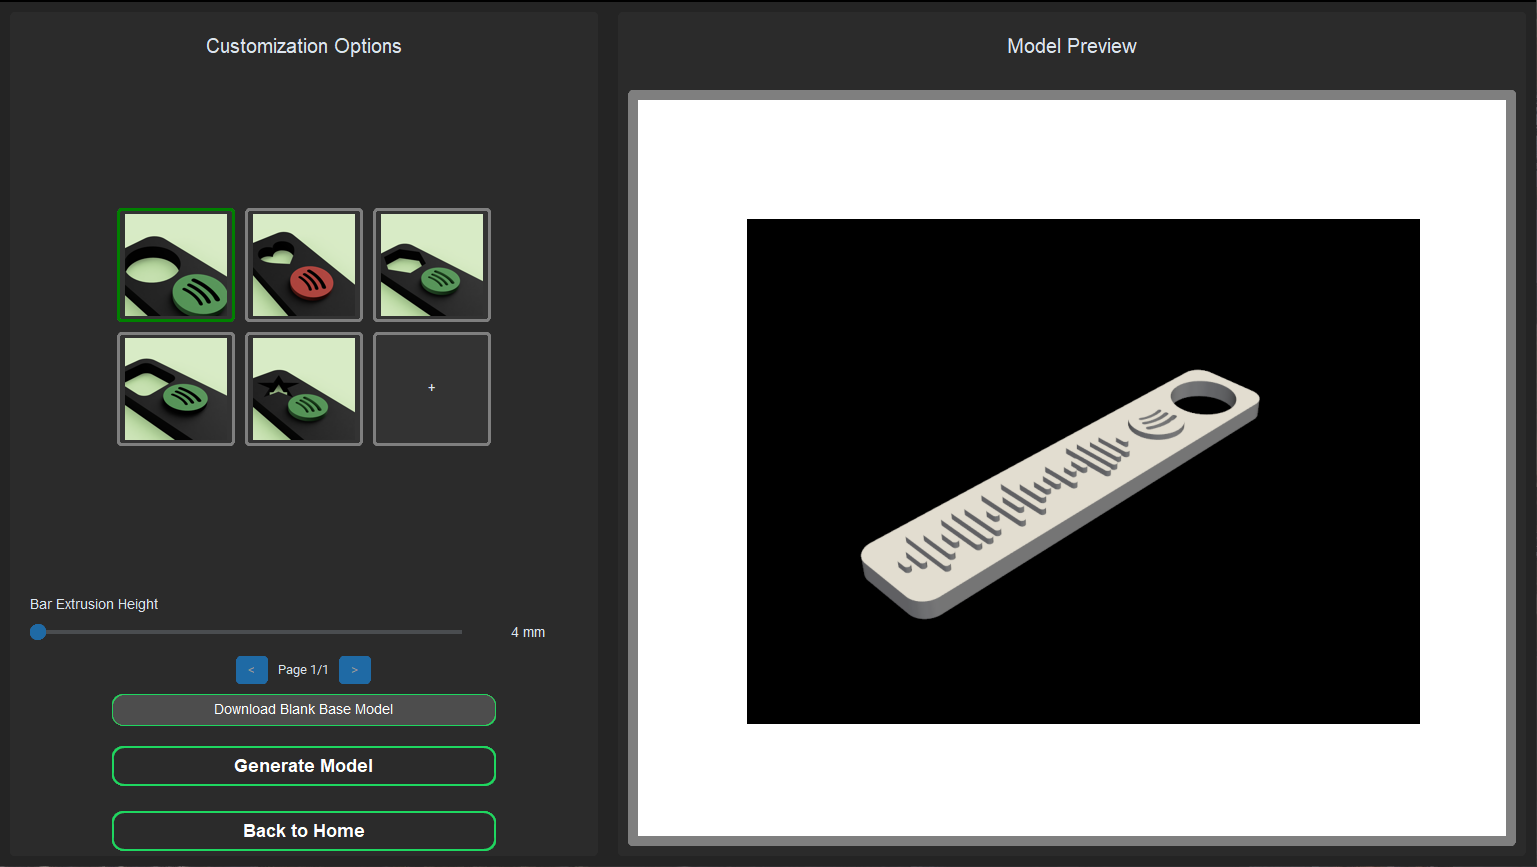 Customization Options
+
Bar Extrusion Height
4 mm
< Page 1/1 >
Download Blank Base Model
Generate Model
Back to Home
Model Preview